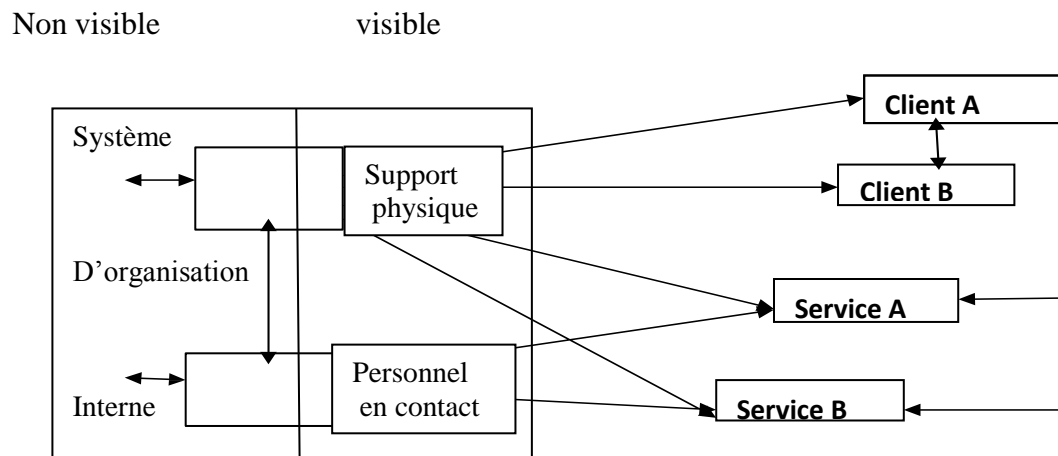 Non visible visible
Client A
Système
Support
physique
Client B
D’organisation
Service A
Personnel
en contact
Interne
Service B